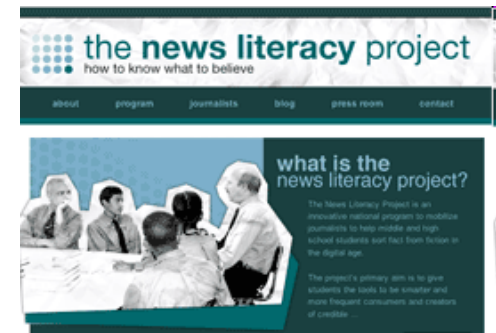 the news literacy project
how to know what to believe
about program journalists blog press room contact
what is the
news literacy project?
The News Literacy Project is an
innovative national program to mobilize
journalists to help middle and high
school students sort fact from fiction in
the digital age.
The project's primary aim is to give
students the tools to be smarter and
more frequent consumers and creators
of credible ...